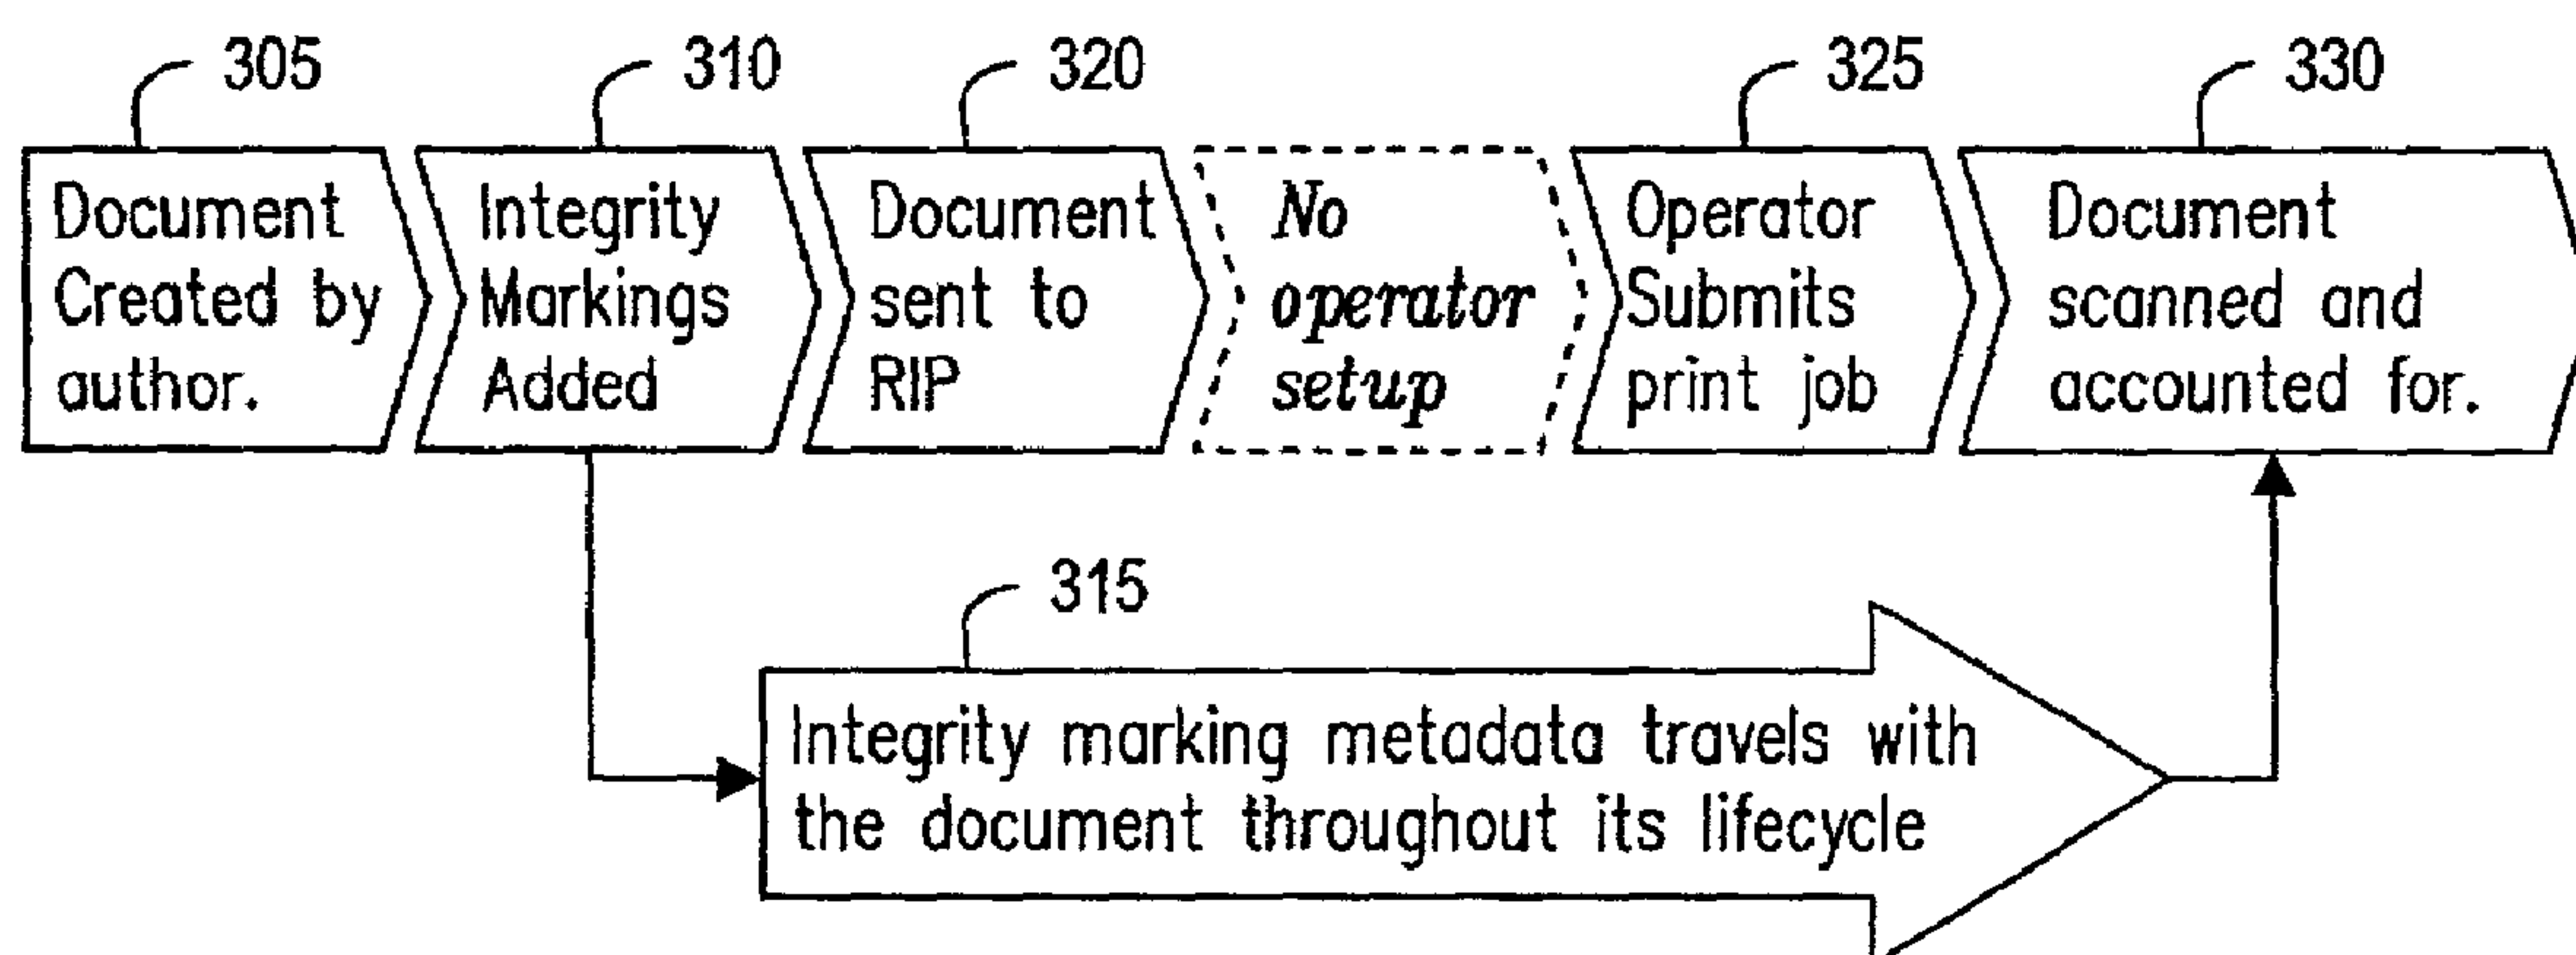 305
310
320
325
330
Document
Created by
author.
Integrity
Markings
Added
Document
sent to
RIP
No
operator
setup
Operator
Submits
print job
Document
scanned and
accounted for.
315
Integrity marking metadata travels with
the document throughout its lifecycle